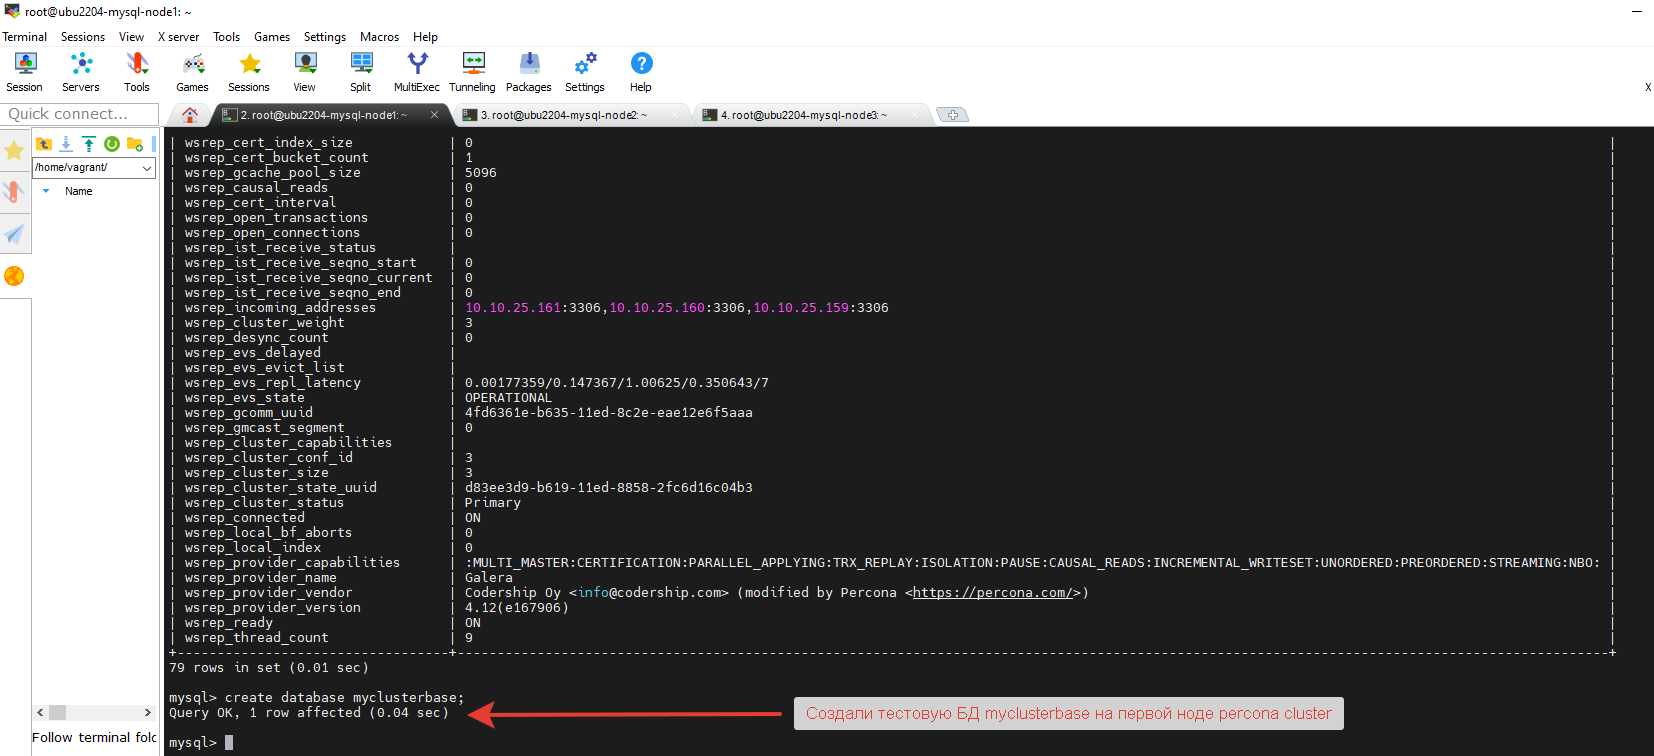 root@ubu2204-mysql-node1: ~
Terminal Sessions View X server Tools Games Settings Macros Help
Session Servers Tools Games Sessions View Split MultiExec Tunneling Packages Settings Help X
Quick connect... 2. root@ubu2204-mysql-node1: ~ 3. root@ubu2204-mysql-node2: ~ 4. root@ubu2204-mysql-node3: ~
/home/vagrant/
Name
Follow terminal fold
| wsrep_cert_index_size | 0 |
| wsrep_cert_bucket_count | 1 |
| wsrep_gcache_pool_size | 5096 |
| wsrep_causal_reads | 0 |
| wsrep_cert_interval | 0 |
| wsrep_open_transactions | 0 |
| wsrep_open_connections | 0 |
| wsrep_ist_receive_status | |
| wsrep_ist_receive_seqno_start | 0 |
| wsrep_ist_receive_seqno_current | 0 |
| wsrep_ist_receive_seqno_end | 0 |
| wsrep_incoming_addresses | 10.10.25.161:3306,10.10.25.160:3306,10.10.25.159:3306 |
| wsrep_cluster_weight | 3 |
| wsrep_desync_count | 0 |
| wsrep_evs_delayed | |
| wsrep_evs_evict_list | |
| wsrep_evs_repl_latency | 0.00177359/0.147367/1.00625/0.350643/7 |
| wsrep_evs_state | OPERATIONAL |
| wsrep_gcomm_uuid | 4fd6361e-b635-11ed-8c2e-eae12e6f5aaa |
| wsrep_gmcast_segment | 0 |
| wsrep_cluster_capabilities | |
| wsrep_cluster_conf_id | 3 |
| wsrep_cluster_size | 3 |
| wsrep_cluster_state_uuid | d83ee3d9-b619-11ed-8858-2fc6d16c04b3 |
| wsrep_cluster_status | Primary |
| wsrep_connected | ON |
| wsrep_local_bf_aborts | 0 |
| wsrep_local_index | 0 |
| wsrep_provider_capabilities | :MULTI_MASTER:CERTIFICATION:PARALLEL_APPLYING:TRX_REPLAY:ISOLATION:PAUSE:CAUSAL_READS:INCREMENTAL_WRITESET:UNORDERED:PREORDERED:STREAMING:NBO: |
| wsrep_provider_name | Galera |
| wsrep_provider_vendor | Codership Oy <info@codership.com> (modified by Percona <https://percona.com/>) |
| wsrep_provider_version | 4.12(e167906) |
| wsrep_ready | ON |
| wsrep_thread_count | 9 |
79 rows in set (0.01 sec)
mysql> create database myclusterbase;
Query OK, 1 row affected (0.04 sec)
Создали тестовую БД myclusterbase на первой ноде percona cluster
mysql>